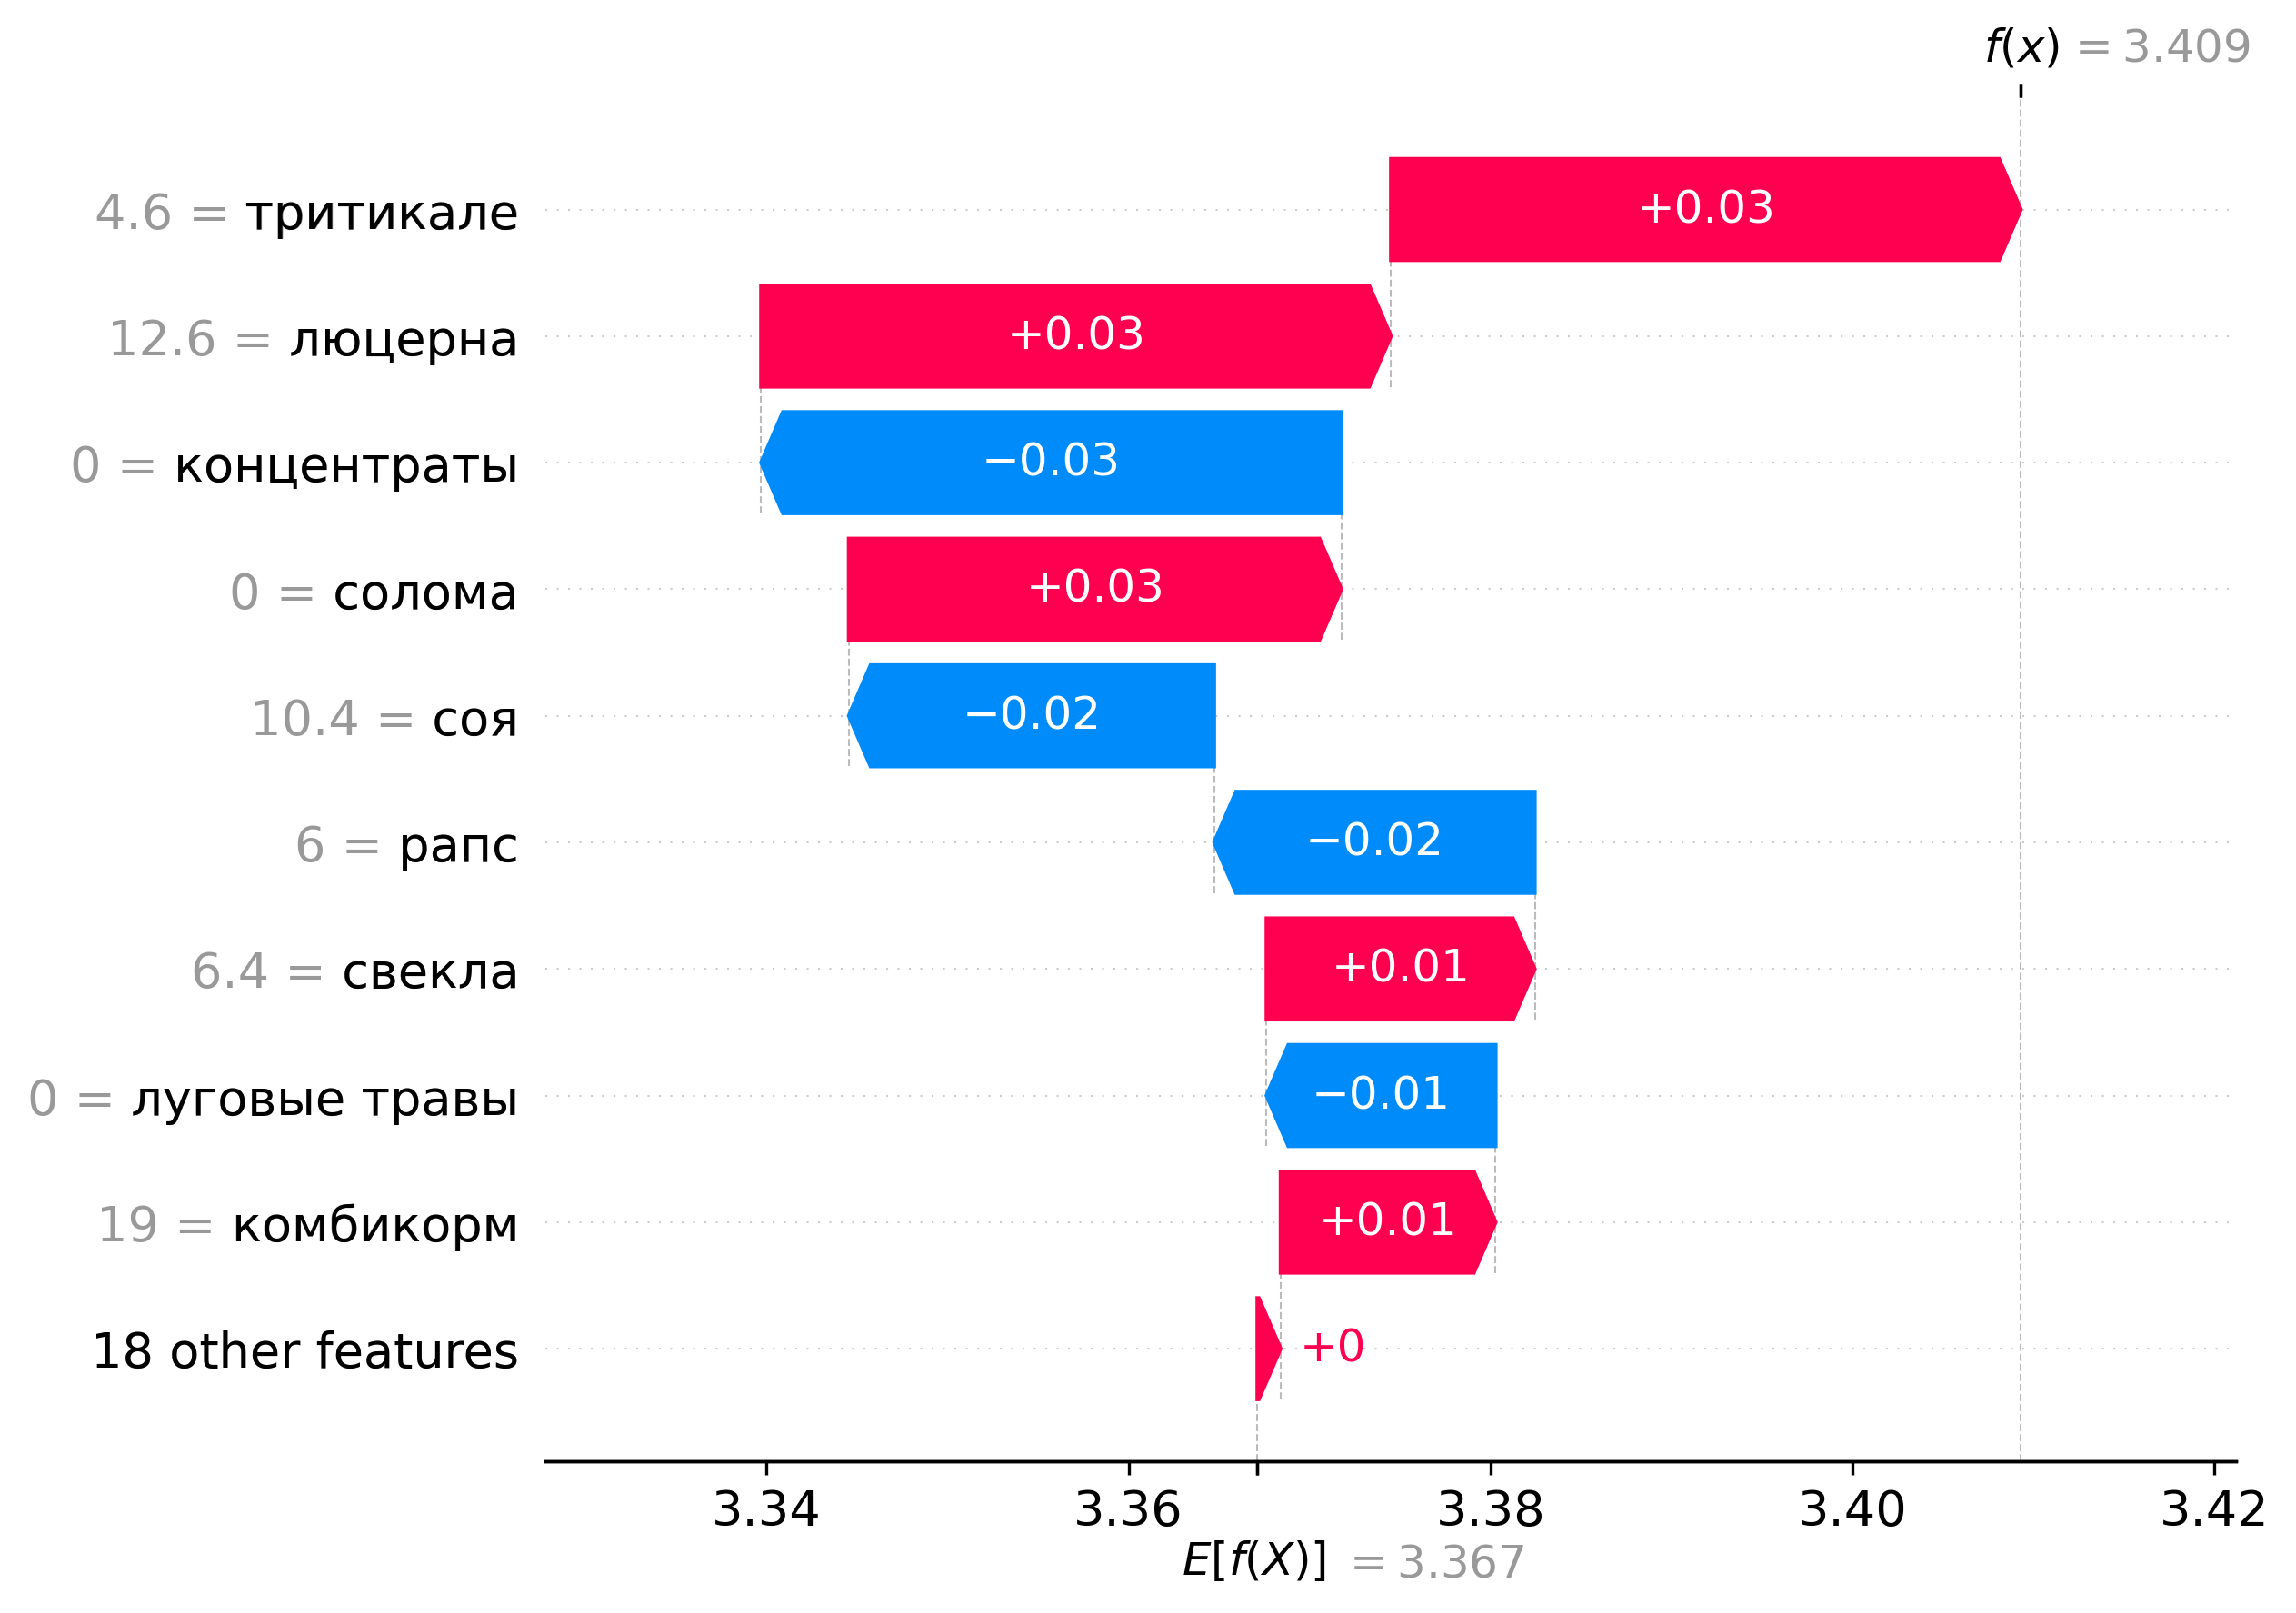 f(x) = 3.409
4.6 = тритикале
+0.03
12.6 = люцерна
+0.03
0 = концентраты
−0.03
0 = солома
+0.03
10.4 = соя
−0.02
6 = рапс
−0.02
6.4 = свекла
+0.01
0 = луговые травы
−0.01
19 = комбикорм
+0.01
18 other features
+0
3.34 3.36 3.38 3.40 3.42
E[f(X)] = 3.367